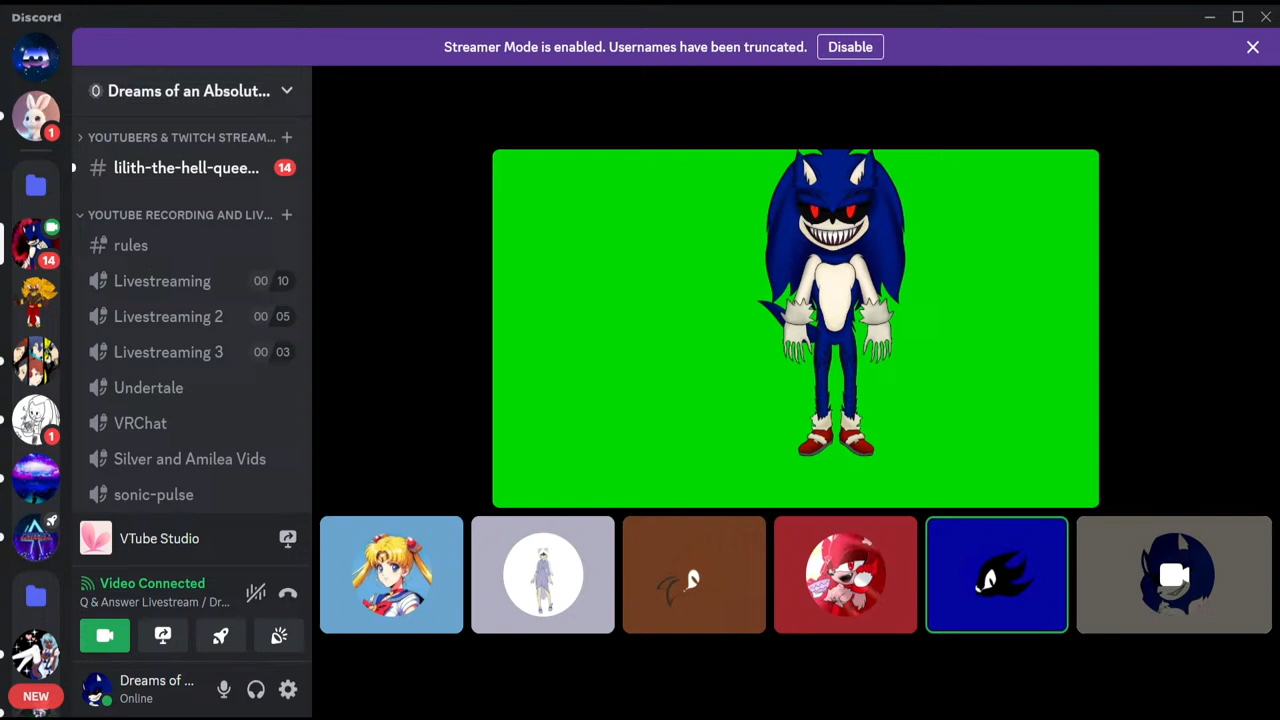 Discord
Streamer Mode is enabled. Usernames have been truncated.
Disable
Dreams of an Absolut...
YOUTUBERS & TWITCH STREAM...
lilith-the-hell-quee...
14
YOUTUBE RECORDING AND LIV...
rules
Livestreaming
00 10
Livestreaming 2
00 05
Livestreaming 3
00 03
Undertale
VRChat
Silver and Amilea Vids
sonic-pulse
VTube Studio
Video Connected
Q & Answer Livestream / Dr...
Dreams of ...
Online
1
14
1
NEW